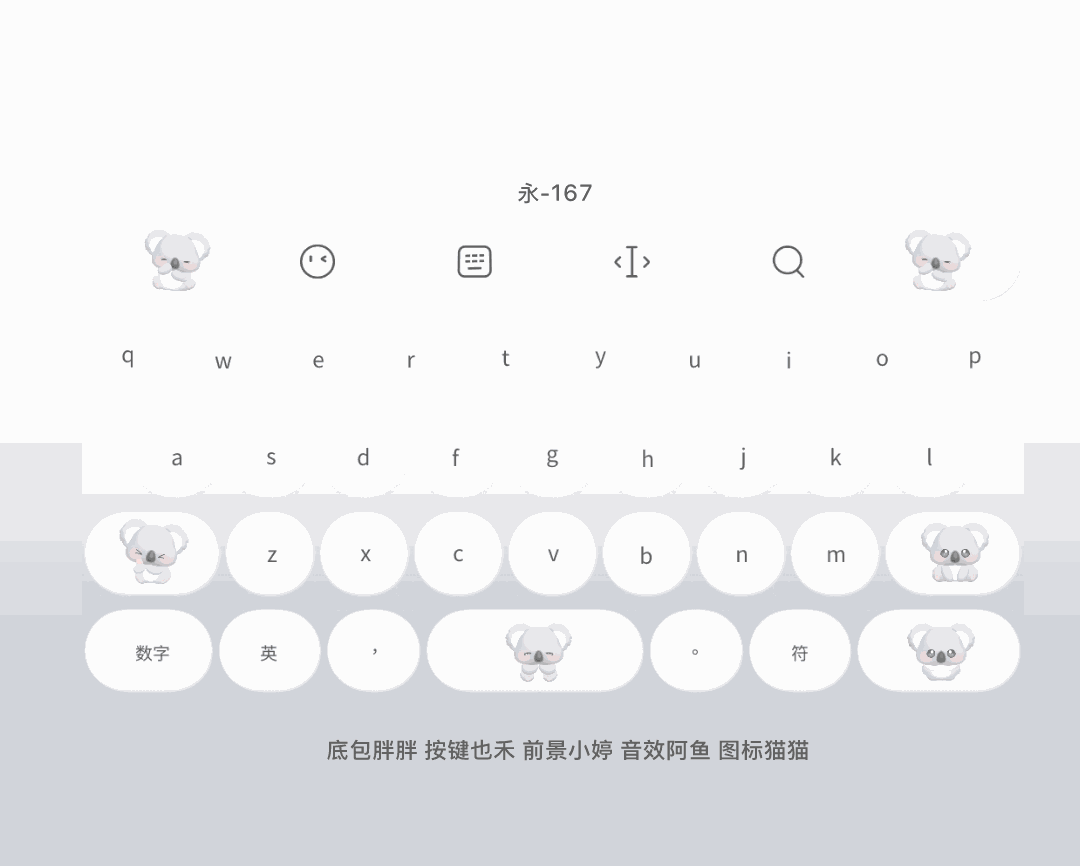 永-167
q w e r t y u i o p
a s d f g h j k l
z x c v b n m
数字 英 ， 。 符
底包胖胖 按键也禾 前景小婷 音效阿鱼 图标猫猫